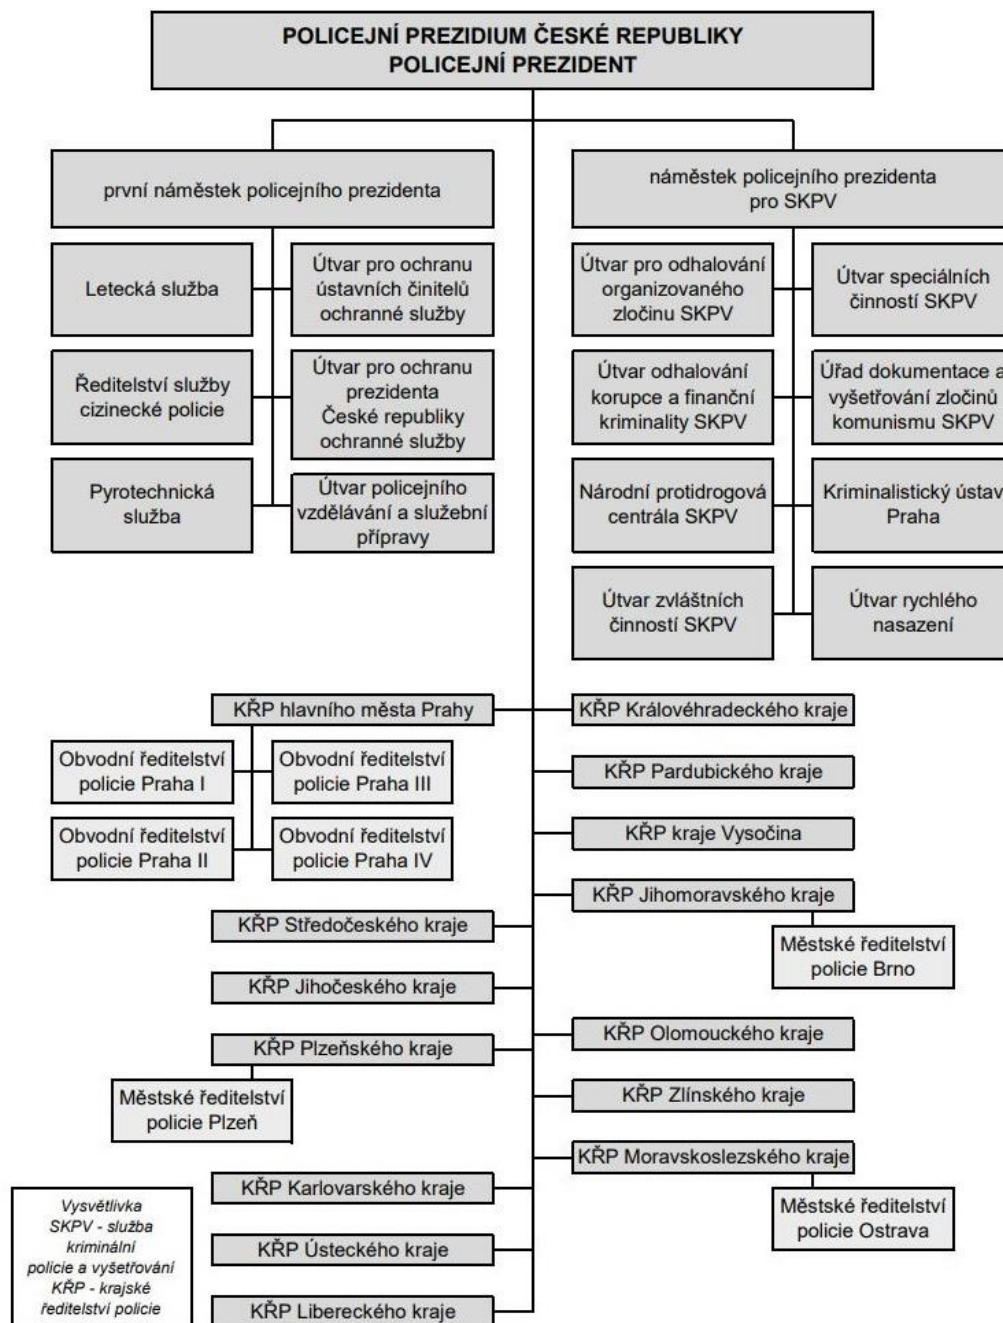 POLICEJNÍ PREZIDIUM ČESKÉ REPUBLIKY
POLICEJNÍ PREZIDENT
první náměstek policejního prezidenta
náměstek policejního prezidenta
pro SKPV
Letecká služba
Útvar pro ochranu
ústavních činitelů
ochranné služby
Ředitelství služby
cizinecké policie
Útvar pro ochranu
prezidenta
České republiky
ochranné služby
Pyrotechnická
služba
Útvar policejního
vzdělávání a služební
přípravy
Útvar pro odhalování
organizovaného
zločinu SKPV
Útvar speciálních
činností SKPV
Útvar odhalování
korupce a finanční
kriminality SKPV
Úřad dokumentace a
vyšetřování zločinů
komunismu SKPV
Národní protidrogová
centrála SKPV
Kriminalistický ústav
Praha
Útvar zvláštních
činností SKPV
Útvar rychlého
nasazení
KŘP hlavního města Prahy
Obvodní ředitelství
policie Praha I
Obvodní ředitelství
policie Praha III
Obvodní ředitelství
policie Praha II
Obvodní ředitelství
policie Praha IV
KŘP Středočeského kraje
KŘP Jihočeského kraje
KŘP Plzeňského kraje
Městské ředitelství
policie Plzeň
KŘP Karlovarského kraje
KŘP Ústeckého kraje
KŘP Libereckého kraje
KŘP Královéhradeckého kraje
KŘP Pardubického kraje
KŘP kraje Vysočina
KŘP Jihomoravského kraje
Městské ředitelství
policie Brno
KŘP Olomouckého kraje
KŘP Zlínského kraje
KŘP Moravskoslezského kraje
Městské ředitelství
policie Ostrava
Vysvětlivka
SKPV - služba
kriminální
policie a vyšetřování
KŘP - krajské
ředitelství policie